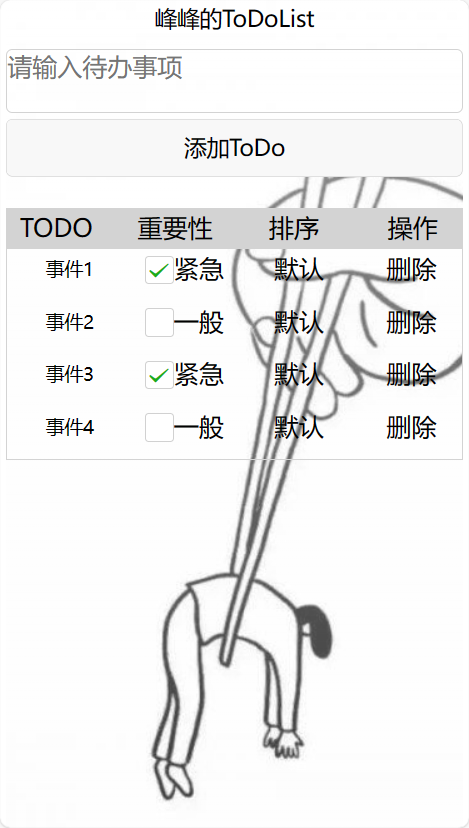 峰峰的ToDoList
请输入待办事项
添加ToDo
TODO 重要性 排序 操作
事件1 紧急 默认 删除
事件2 一般 默认 删除
事件3 紧急 默认 删除
事件4 一般 默认 删除